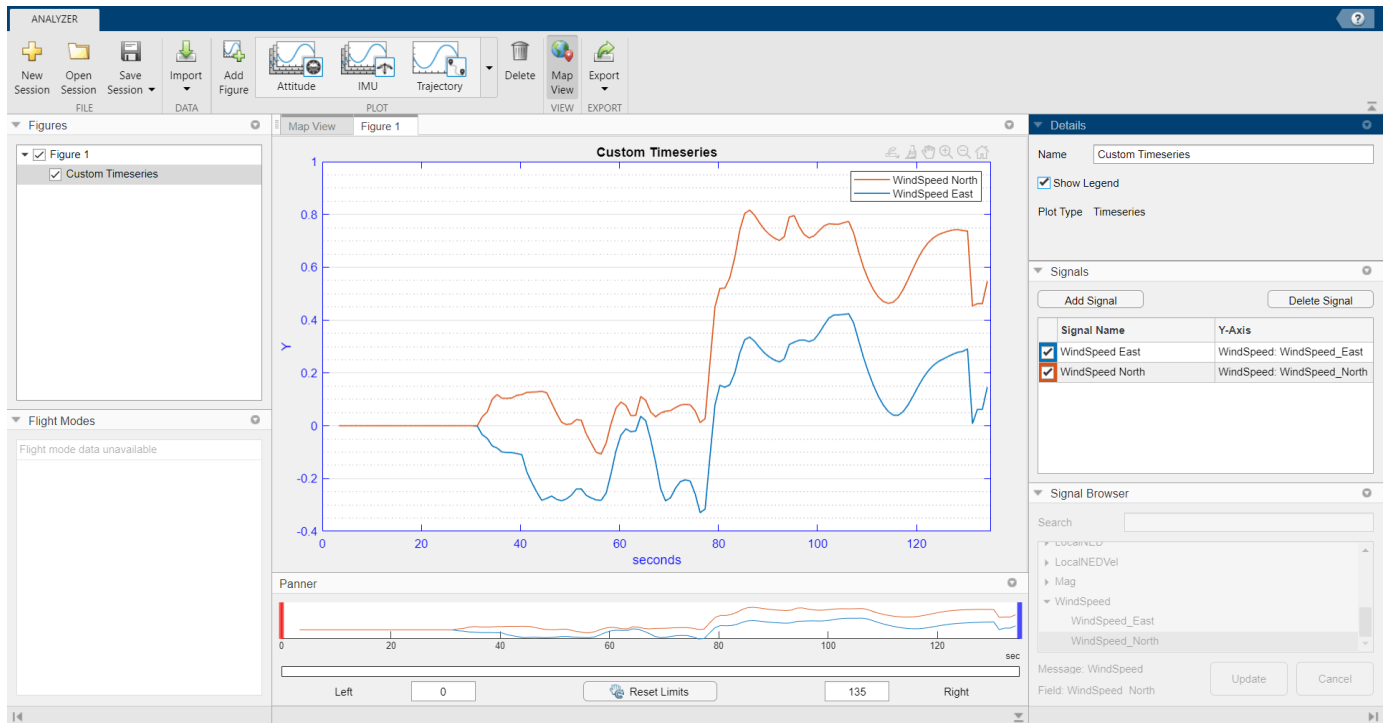 ANALYZER
?
New Session
Open Session
Save Session
Import
Add Figure
Attitude
IMU
Trajectory
Delete
Map View
Export
FILE
DATA
PLOT
VIEW
EXPORT
Figures
Figure 1
Custom Timeseries
Flight Modes
Flight mode data unavailable
Map View
Figure 1
Custom Timeseries
WindSpeed North
WindSpeed East
1
0.8
0.6
0.4
0.2
0
-0.2
-0.4
Y
0 20 40 60 80 100 120
seconds
Panner
0 20 40 60 80 100 120
sec
Left 0 Reset Limits 135 Right
Details
Name Custom Timeseries
Show Legend
Plot Type Timeseries
Signals
Add Signal Delete Signal
Signal Name Y-Axis
WindSpeed East WindSpeed: WindSpeed_East
WindSpeed North WindSpeed: WindSpeed_North
Signal Browser
Search
LocalNED
LocalNEDVel
Mag
WindSpeed
WindSpeed_East
WindSpeed_North
Message: WindSpeed
Field: WindSpeed North
Update Cancel